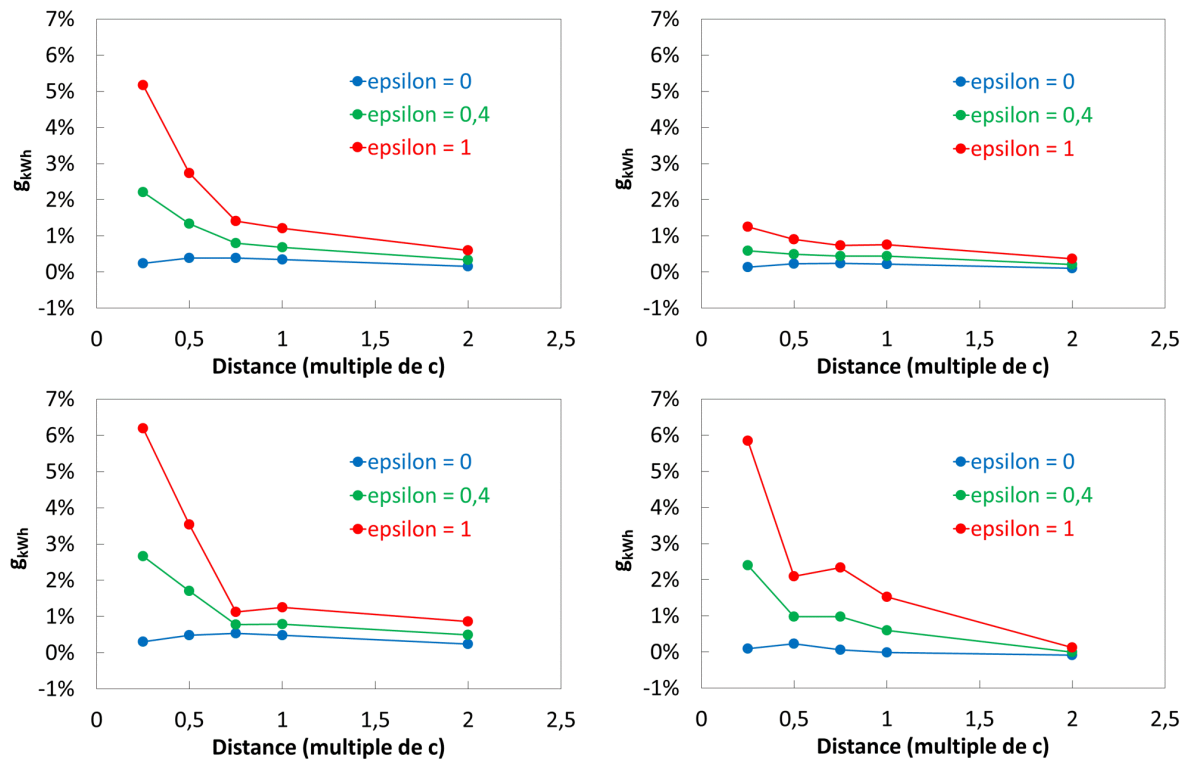 7%
6%
5%
4%
3%
2%
1%
0%
-1%
g_kWh
epsilon = 0
epsilon = 0,4
epsilon = 1
0 0,5 1 1,5 2 2,5
Distance (multiple de c)
7%
6%
5%
4%
3%
2%
1%
0%
-1%
g_kWh
epsilon = 0
epsilon = 0,4
epsilon = 1
0 0,5 1 1,5 2 2,5
Distance (multiple de c)
7%
6%
5%
4%
3%
2%
1%
0%
-1%
g_kWh
epsilon = 0
epsilon = 0,4
epsilon = 1
0 0,5 1 1,5 2 2,5
Distance (multiple de c)
7%
6%
5%
4%
3%
2%
1%
0%
-1%
g_kWh
epsilon = 0
epsilon = 0,4
epsilon = 1
0 0,5 1 1,5 2 2,5
Distance (multiple de c)